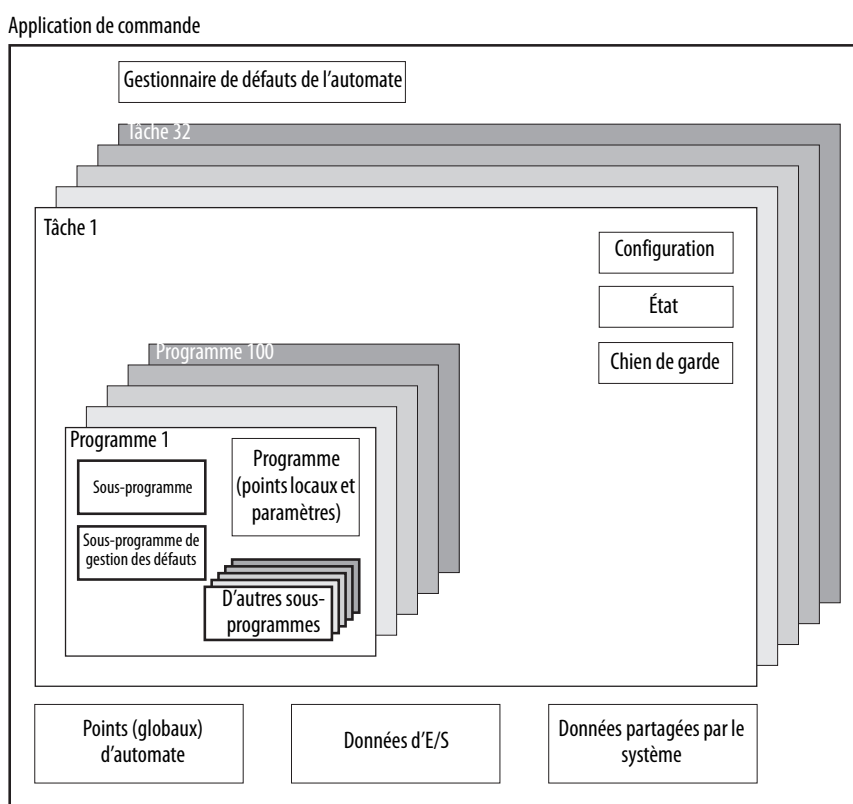 Application de commande
Gestionnaire de défauts de l’automate
Tâche 32
Tâche 1
Configuration
État
Chien de garde
Programme 100
Programme 1
Sous-programme
Programme
(points locaux et
paramètres)
Sous-programme de
gestion des défauts
D’autres sous-
programmes
Points (globaux)
d’automate
Données d’E/S
Données partagées par le
système